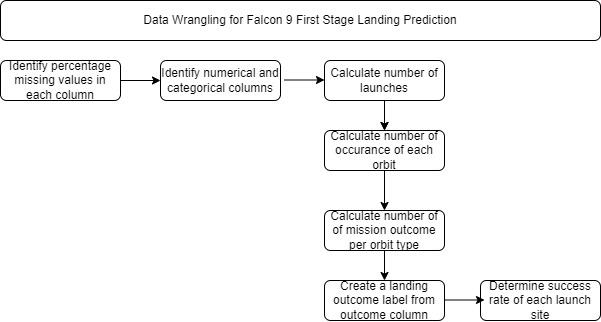 Data Wrangling for Falcon 9 First Stage Landing Prediction
Identify percentage
missing values in
each column
Identify numerical and
categorical columns
Calculate number of
launches
Calculate number of
occurance of each
orbit
Calculate number of
of mission outcome
per orbit type
Create a landing
outcome label from
outcome column
Determine success
rate of each launch
site